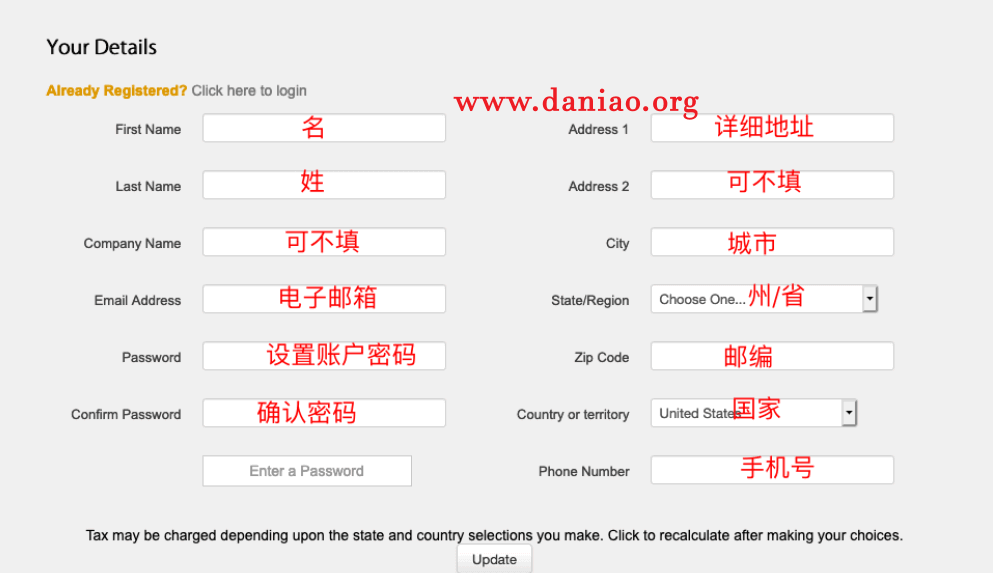 Your Details
Already Registered? Click here to login
www.daniao.org
First Name 名
Address 1 详细地址
Last Name 姓
Address 2 可不填
Company Name 可不填
City 城市
Email Address 电子邮箱
State/Region Choose One... 州/省
Password 设置账户密码
Zip Code 邮编
Confirm Password 确认密码
Country or territory United States 国家
Enter a Password
Phone Number 手机号
Tax may be charged depending upon the state and country selections you make. Click to recalculate after making your choices.
Update